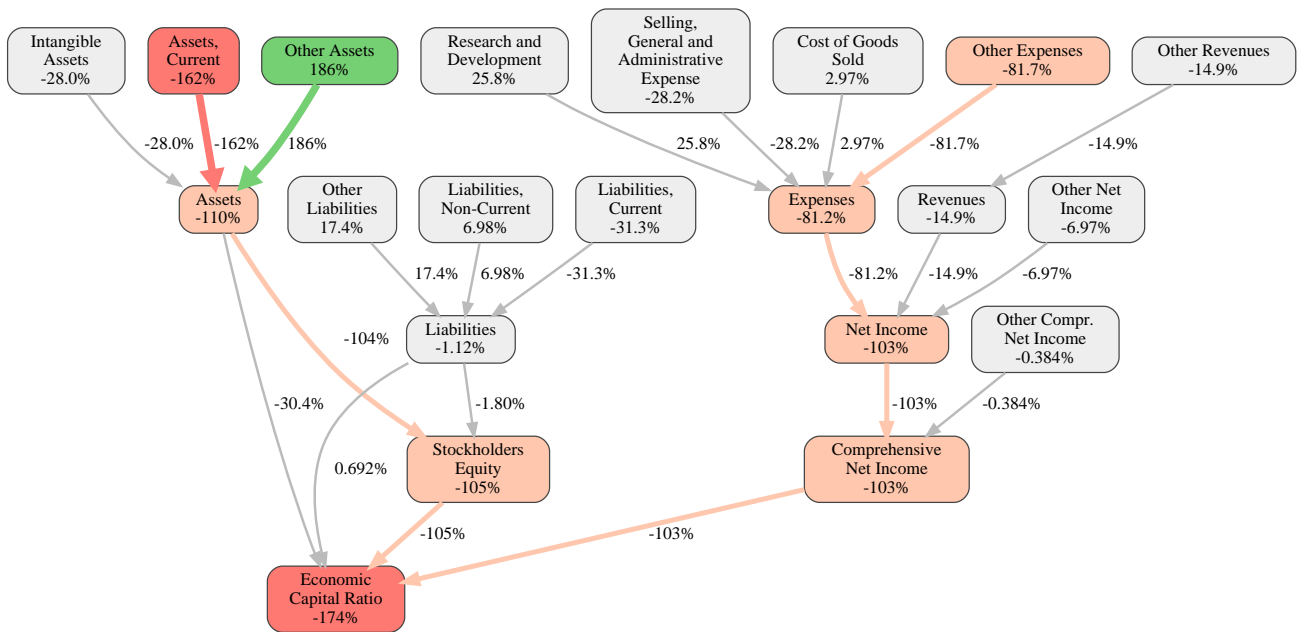 Intangible
Assets
-28.0%
Assets,
Current
-162%
Other Assets
186%
Research and
Development
25.8%
Selling,
General and
Administrative
Expense
-28.2%
Cost of Goods
Sold
2.97%
Other Expenses
-81.7%
Other Revenues
-14.9%
-28.0%
-162%
186%
25.8%
-28.2%
2.97%
-81.7%
-14.9%
Assets
-110%
Other
Liabilities
17.4%
Liabilities,
Non-Current
6.98%
Liabilities,
Current
-31.3%
Expenses
-81.2%
Revenues
-14.9%
Other Net
Income
-6.97%
17.4%
6.98%
-31.3%
-81.2%
-14.9%
-6.97%
-104%
Liabilities
-1.12%
Net Income
-103%
Other Compr.
Net Income
-0.384%
-30.4%
-1.80%
-103%
-0.384%
0.692%
Stockholders
Equity
-105%
Comprehensive
Net Income
-103%
-105%
-103%
Economic
Capital Ratio
-174%